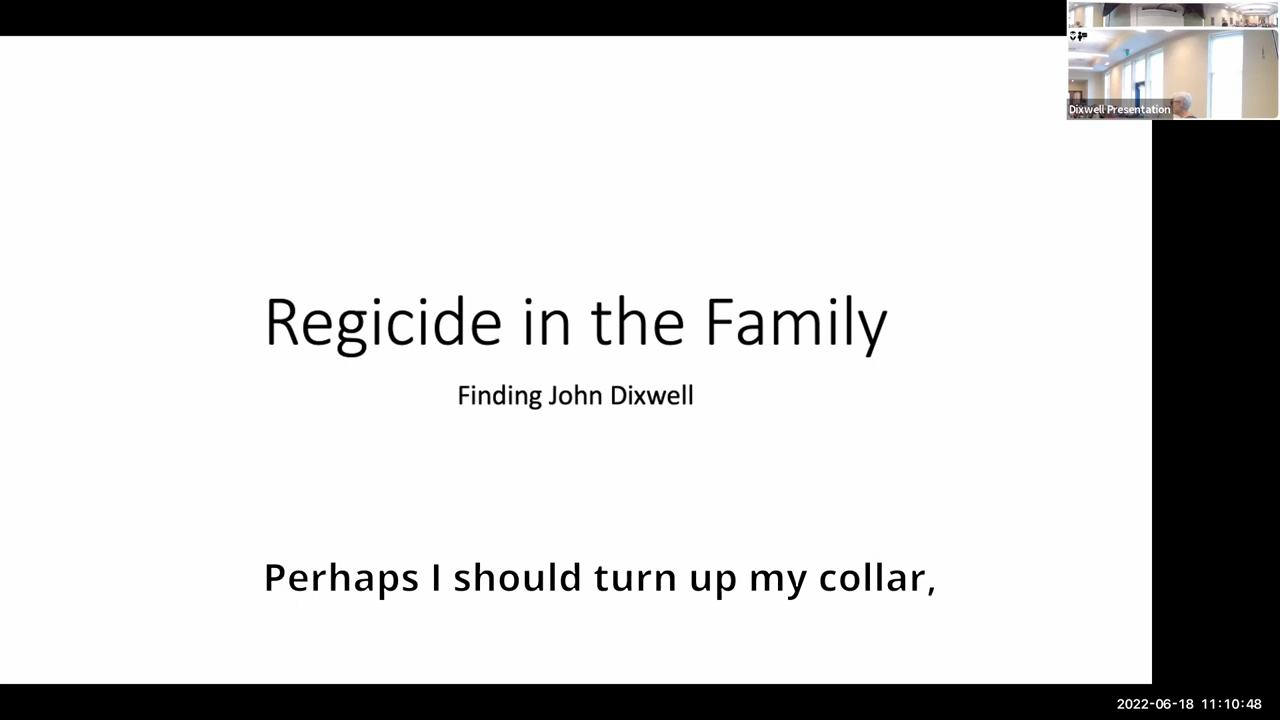 Dixwell Presentation
Regicide in the Family
Finding John Dixwell
Perhaps I should turn up my collar,
2022-06-18 11:10:48